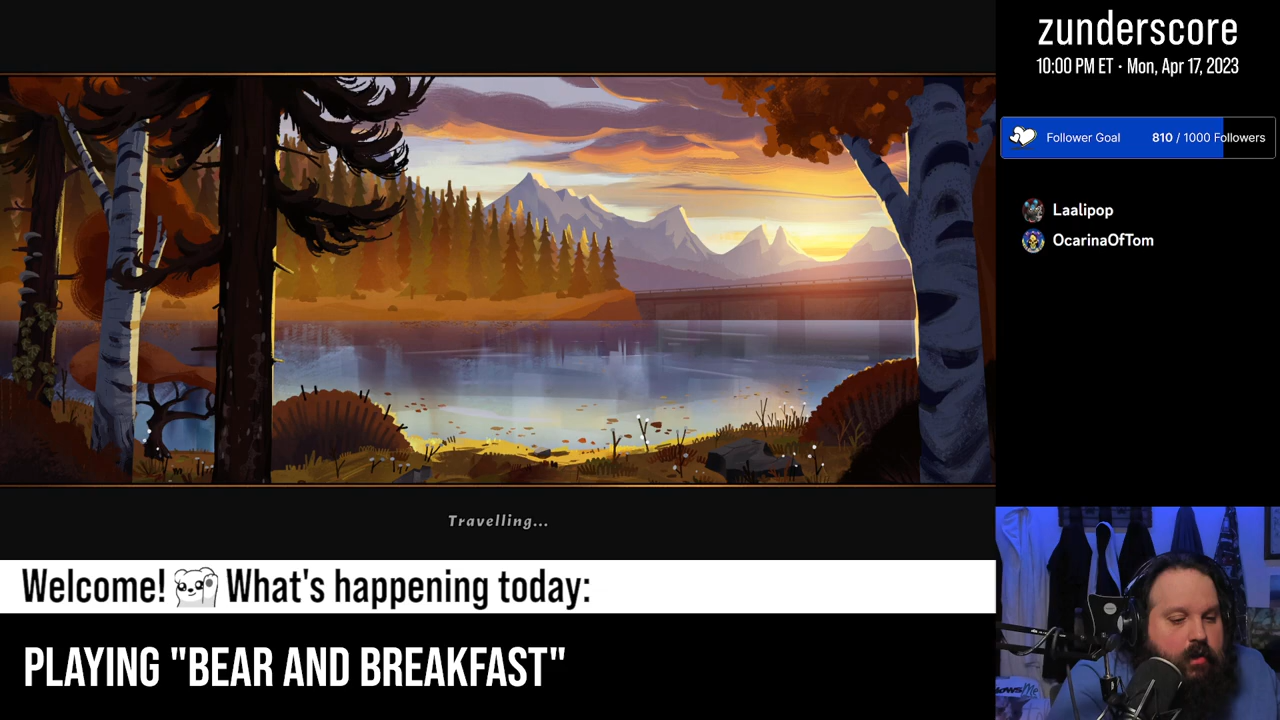 zunderscore
10:00 PM ET · Mon, Apr 17, 2023
Follower Goal 810 / 1000 Followers
Laalipop
OcarinaOfTom
Travelling...
Welcome! What's happening today:
PLAYING "BEAR AND BREAKFAST"